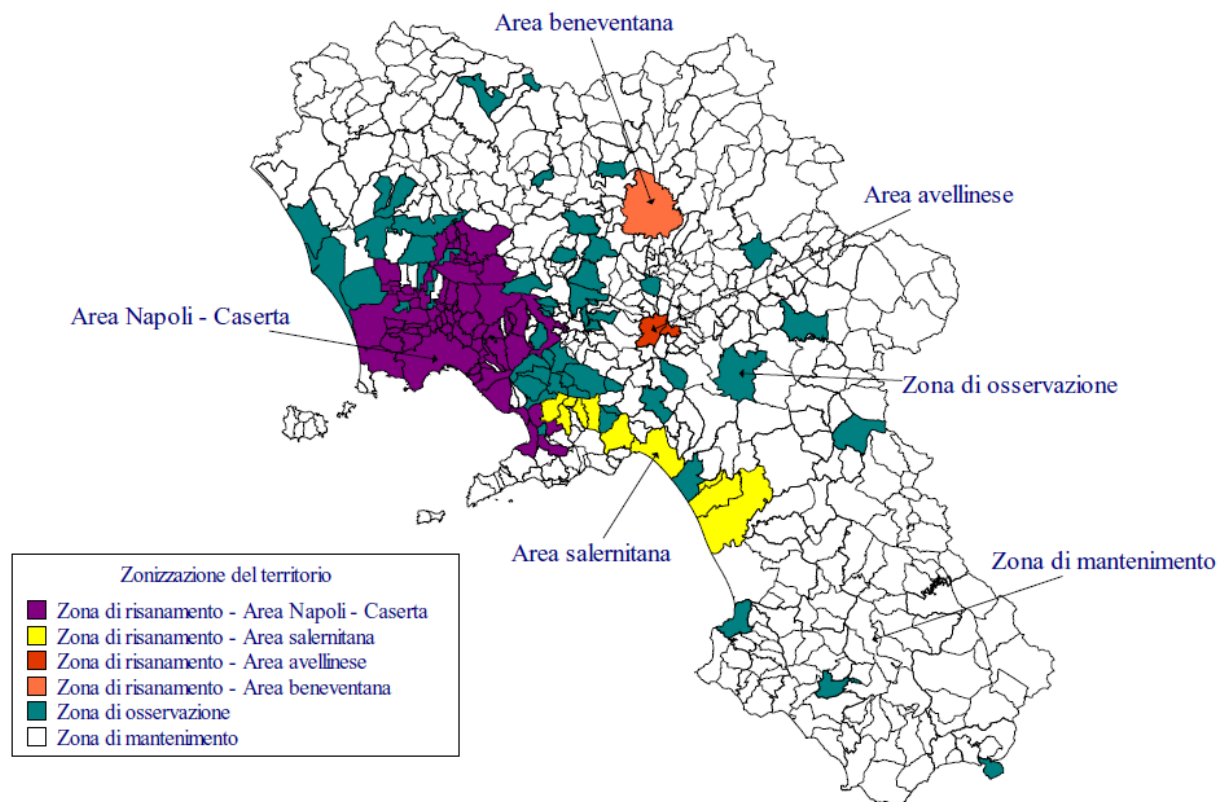 Area beneventana
Area avellinese
Area Napoli - Caserta
Zona di osservazione
Area salernitana
Zona di mantenimento
Zonizzazione del territorio
Zona di risanamento - Area Napoli - Caserta
Zona di risanamento - Area salernitana
Zona di risanamento - Area avellinese
Zona di risanamento - Area beneventana
Zona di osservazione
Zona di mantenimento